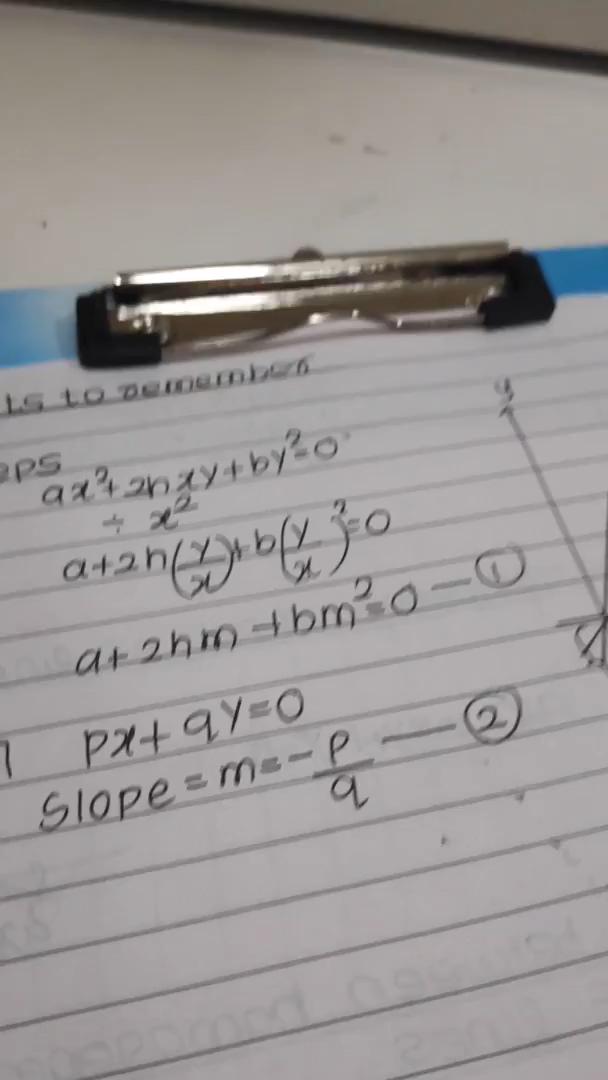 ts to remember
eps
ax²+2hxy+by²=0
÷ x²
a+2h(y/x)+b(y/x)²=0
a+2hm+bm²=0 — ①
px+qy=0
Slope=m=-p/q — ②
y